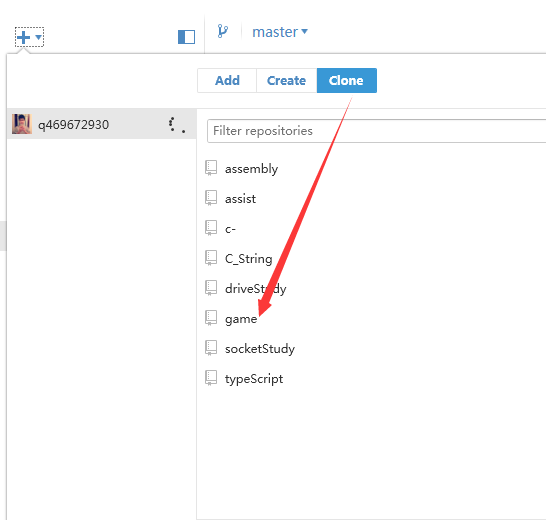 master
Add Create Clone
q469672930
Filter repositories
assembly
assist
c-
C_String
driveStudy
game
socketStudy
typeScript